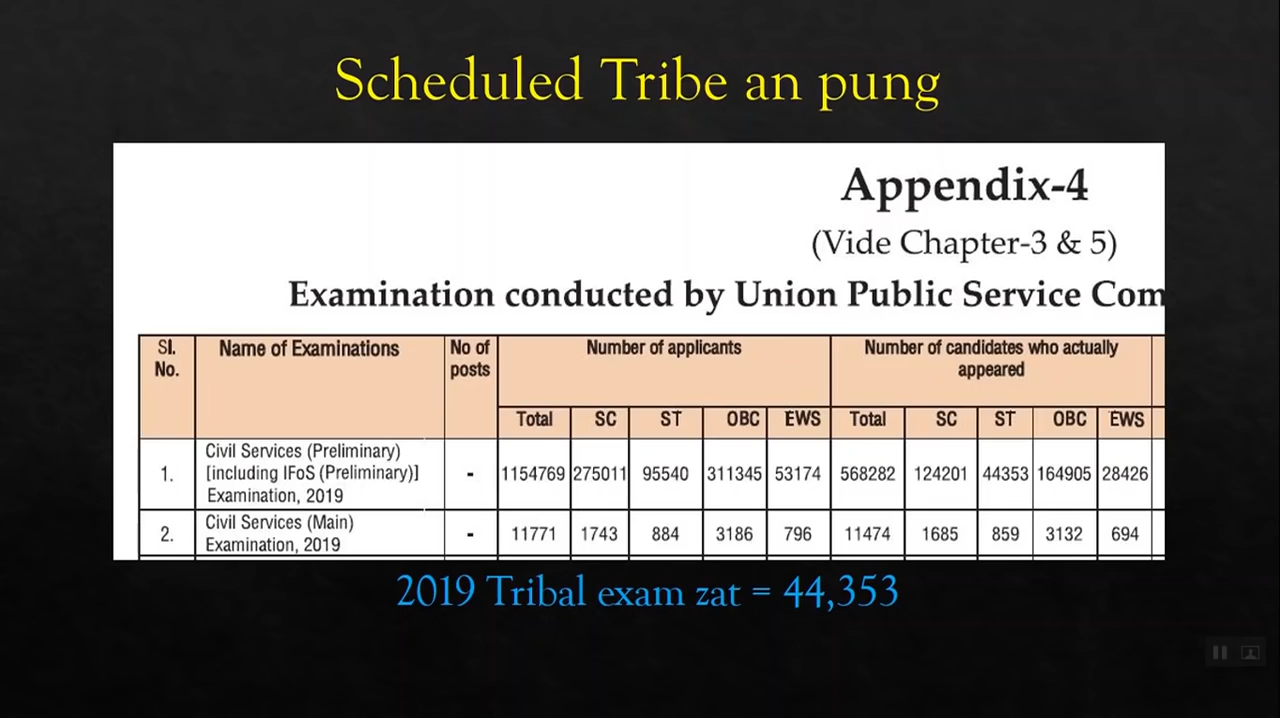 Scheduled Tribe an pung
Appendix-4
(Vide Chapter-3 & 5)
Examination conducted by Union Public Service Com
Sl. No. Name of Examinations No of posts Number of applicants Number of candidates who actually appeared
Total SC ST OBC EWS Total SC ST OBC EWS
1. Civil Services (Preliminary) [including IFoS (Preliminary)] Examination, 2019 - 1154769 275011 95540 311345 53174 568282 124201 44353 164905 28426
2. Civil Services (Main) Examination, 2019 - 11771 1743 884 3186 796 11474 1685 859 3132 694
2019 Tribal exam zat = 44,353